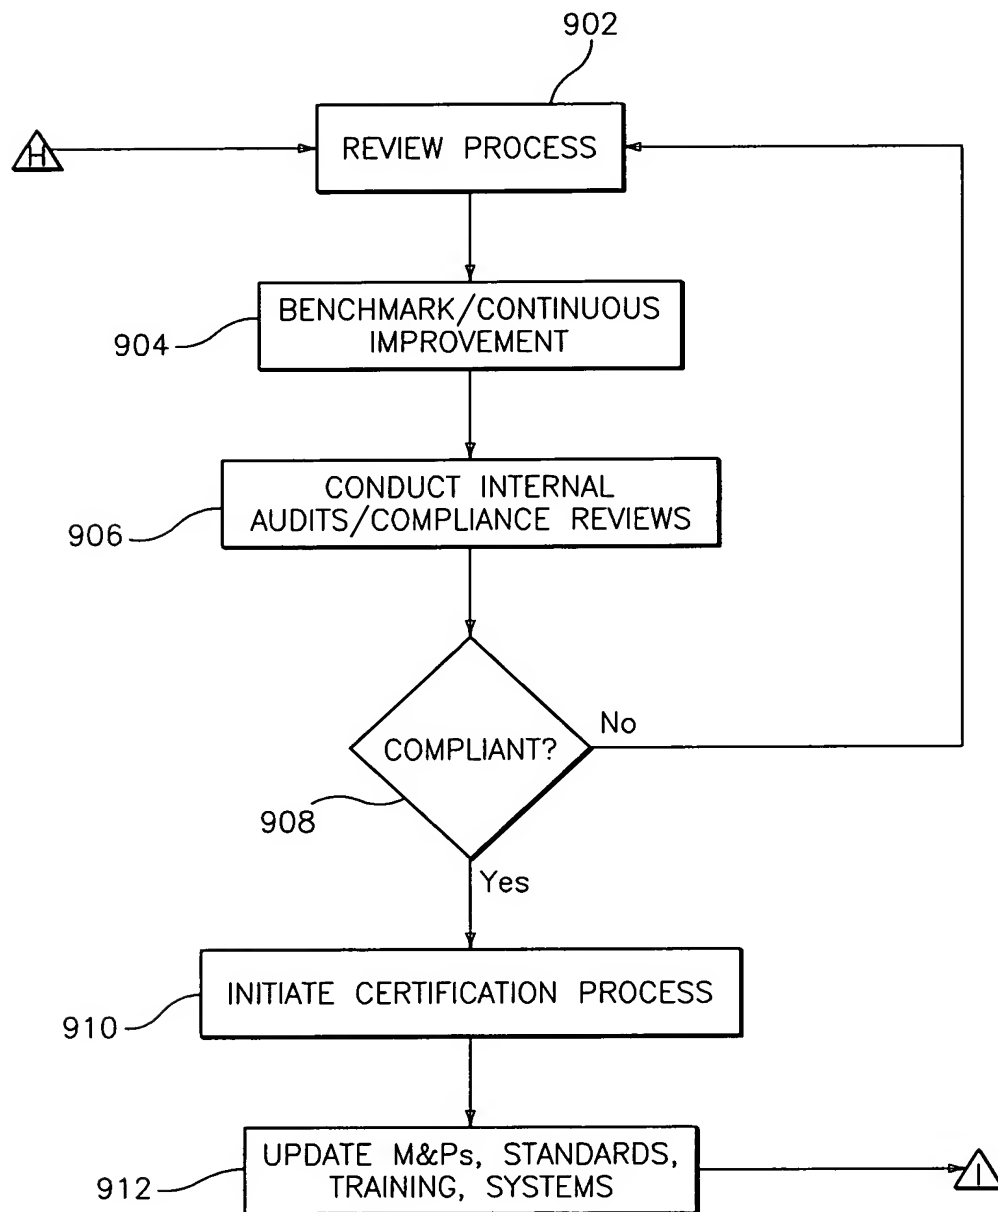 902
H
REVIEW PROCESS
904
BENCHMARK/CONTINUOUS
IMPROVEMENT
906
CONDUCT INTERNAL
AUDITS/COMPLIANCE REVIEWS
COMPLIANT?
No
908
Yes
910
INITIATE CERTIFICATION PROCESS
912
UPDATE M&Ps, STANDARDS,
TRAINING, SYSTEMS
I